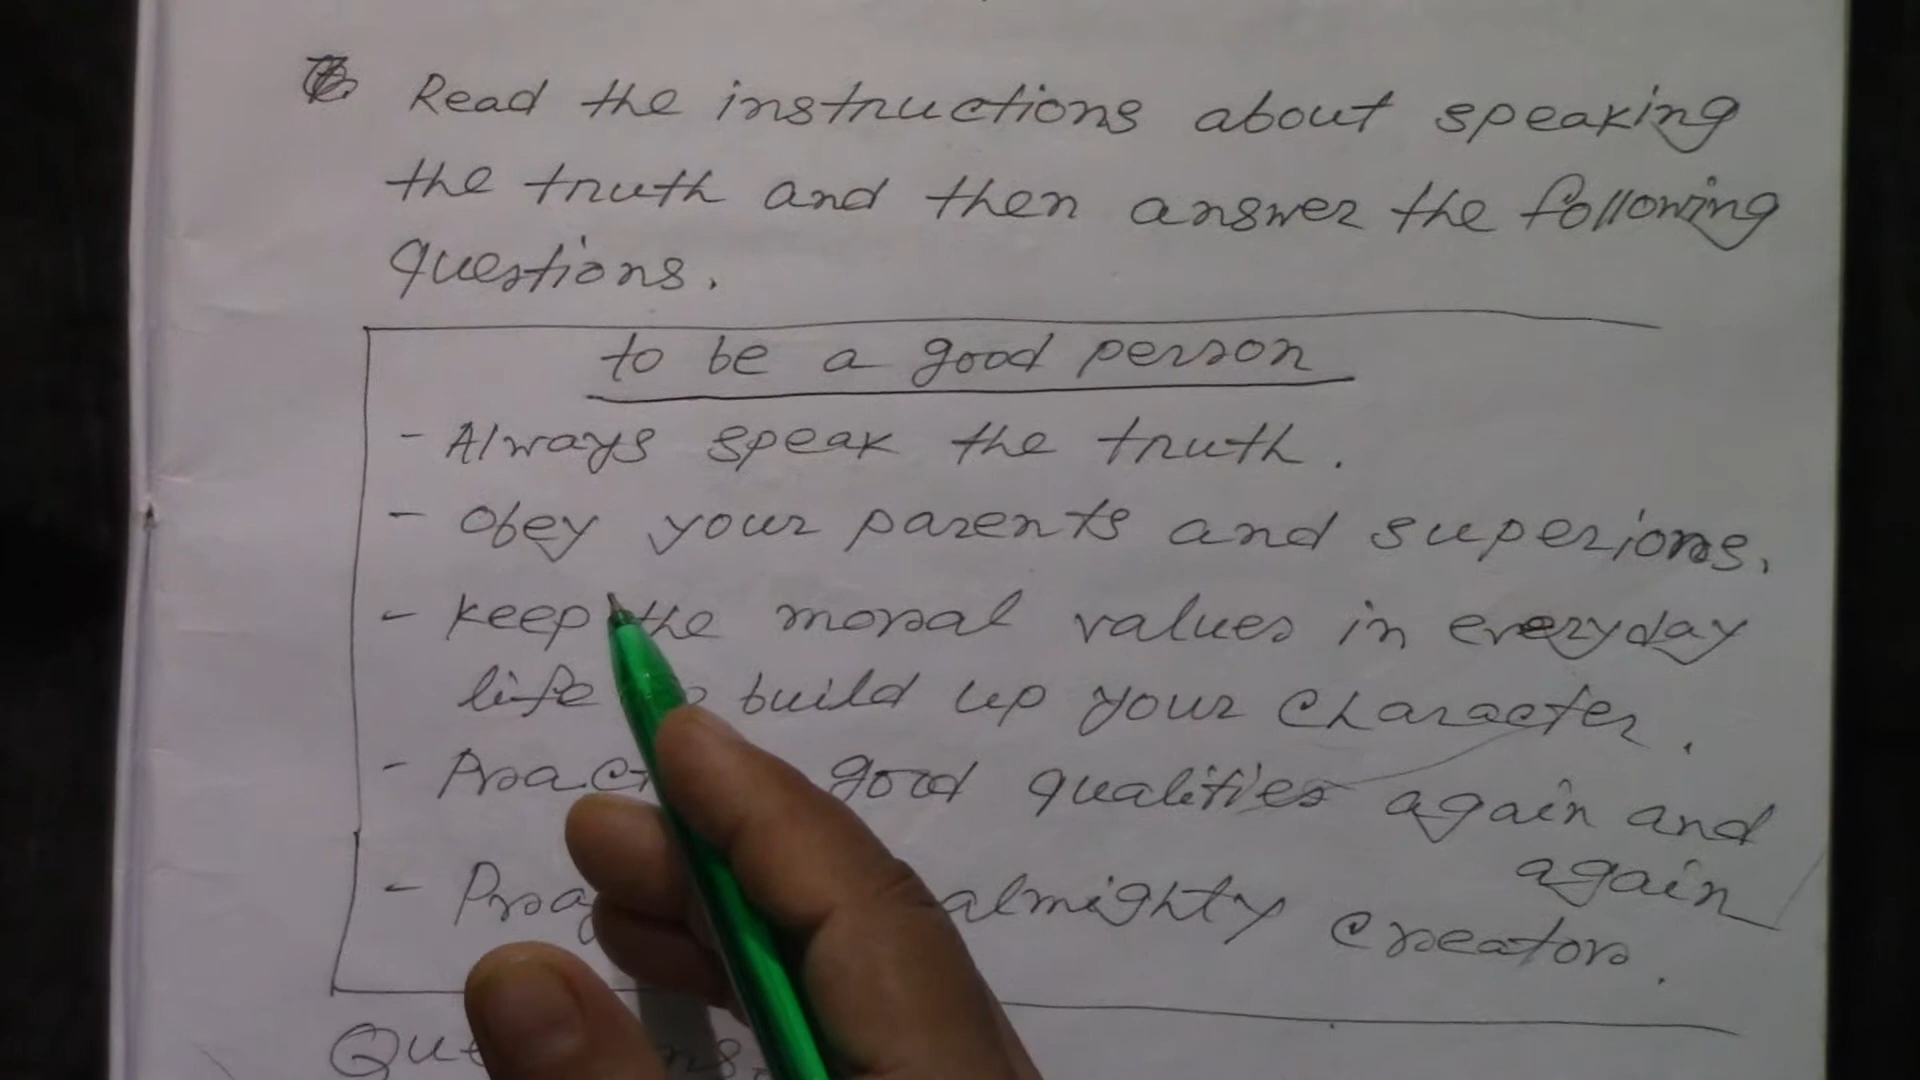 Read the instructions about speaking
the truth and then answer the following
questions.
to be a good person
- Always speak the truth.
- Obey your parents and superiors.
- Keep the moral values in everyday
life build up your character.
- good qualities again and
again
- almighty creator.